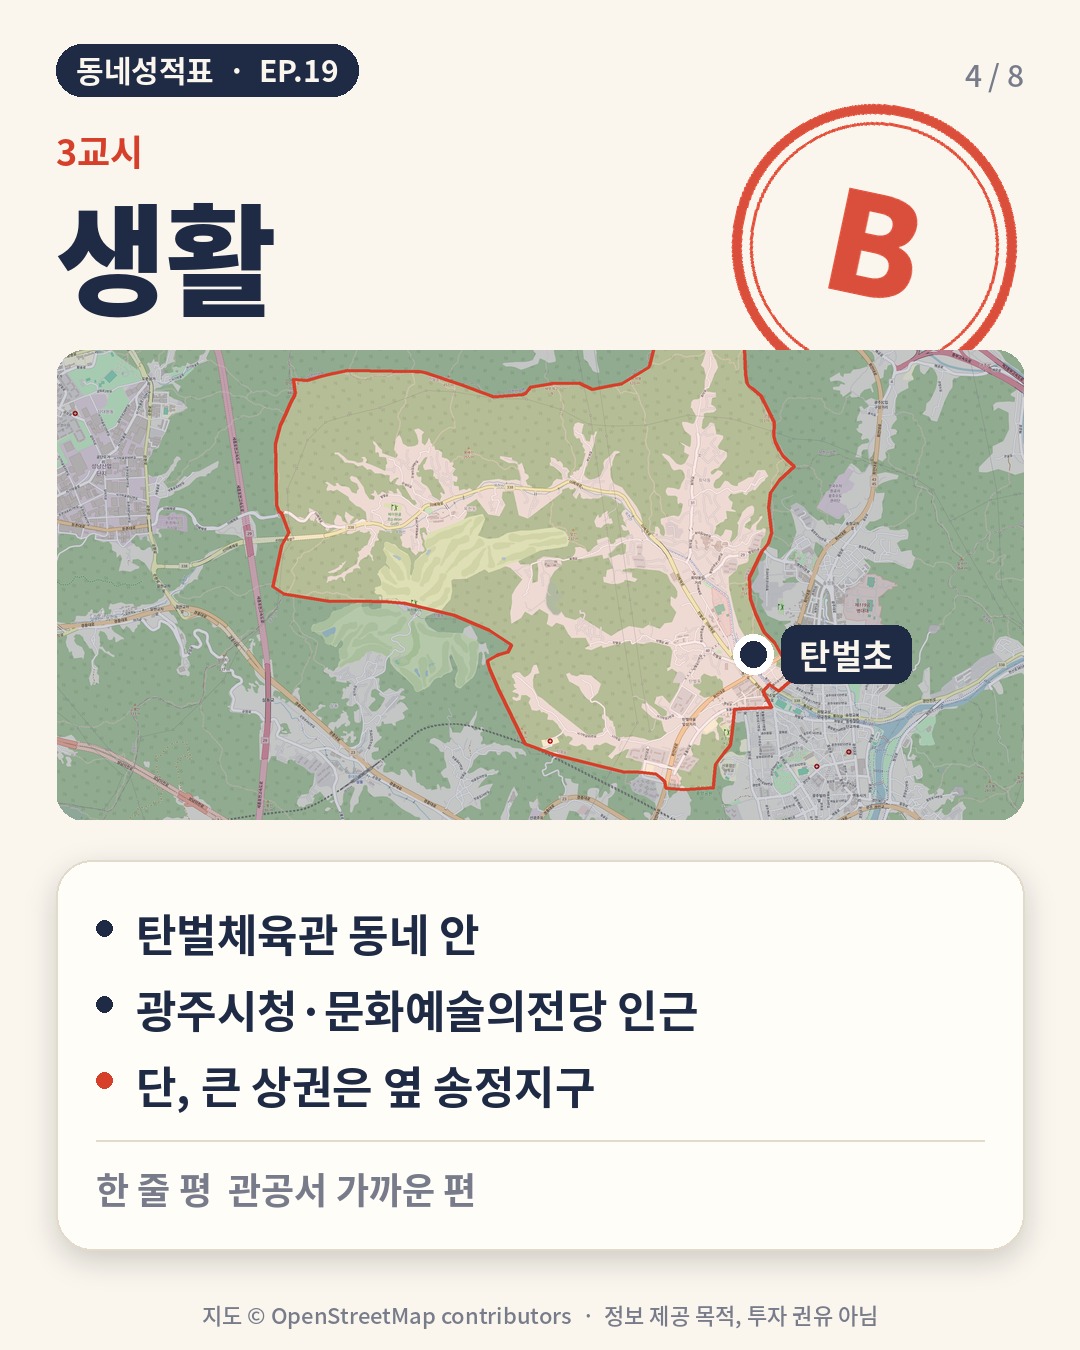 동네성적표 · EP.19
4 / 8
3교시
생활
B
탄벌초
탄벌체육관 동네 안
광주시청·문화예술의전당 인근
단, 큰 상권은 옆 송정지구
한 줄 평 관공서 가까운 편
지도 © OpenStreetMap contributors · 정보 제공 목적, 투자 권유 아님